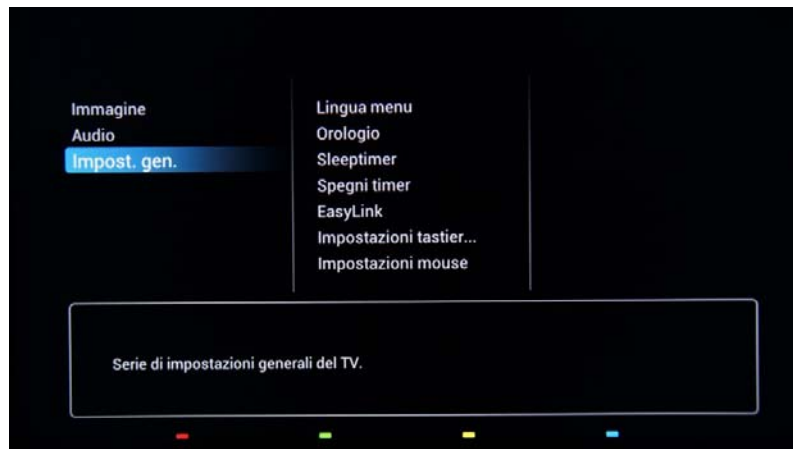 Immagine
Audio
Impost. gen.
Lingua menu
Orologio
Sleeptimer
Spegni timer
EasyLink
Impostazioni tastier...
Impostazioni mouse
Serie di impostazioni generali del TV.